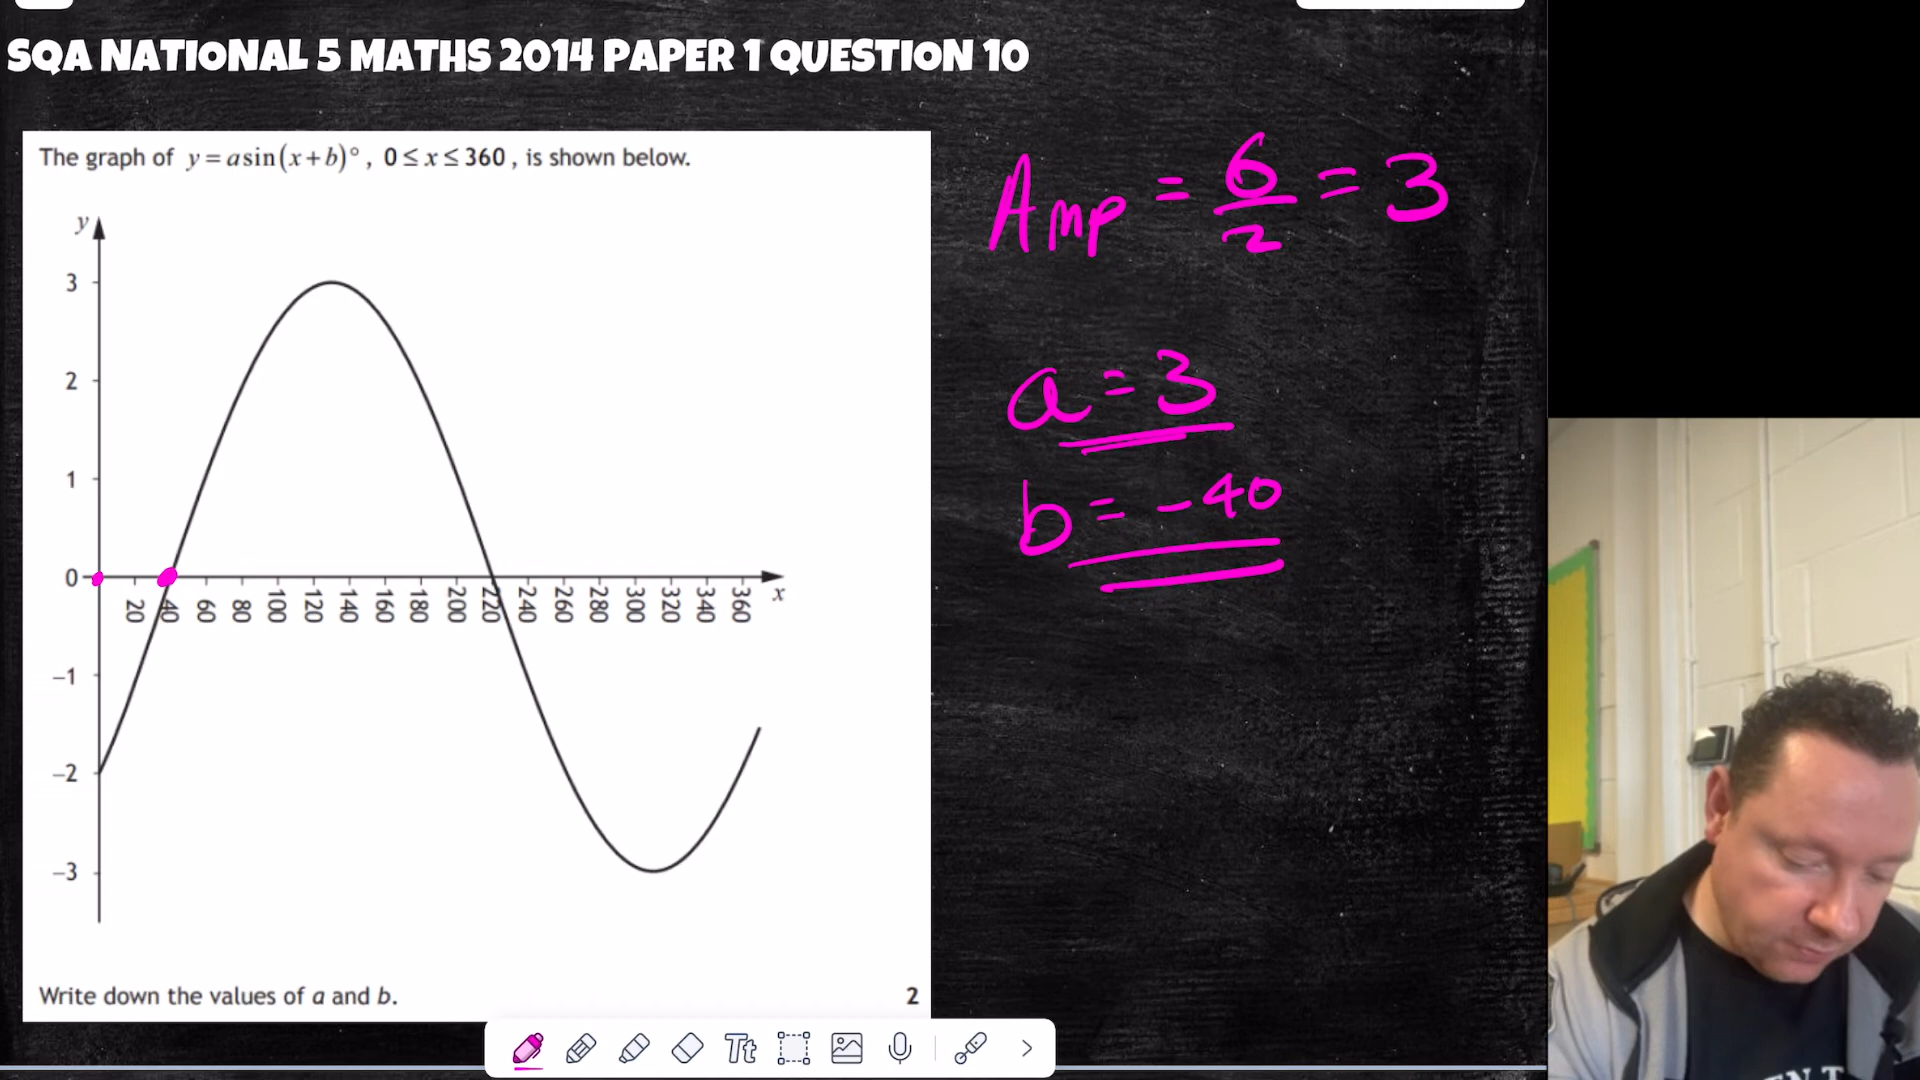 SQA NATIONAL 5 MATHS 2014 PAPER 1 QUESTION 10
The graph of y = a sin(x + b)°, 0 ≤ x ≤ 360, is shown below.
y
3
2
1
0
20 40 60 80 100 120 140 160 180 200 220 240 260 280 300 320 340 360
x
−1
−2
−3
Write down the values of a and b.
2
Amp = 6/2 = 3
a = 3
b = −40
Tt